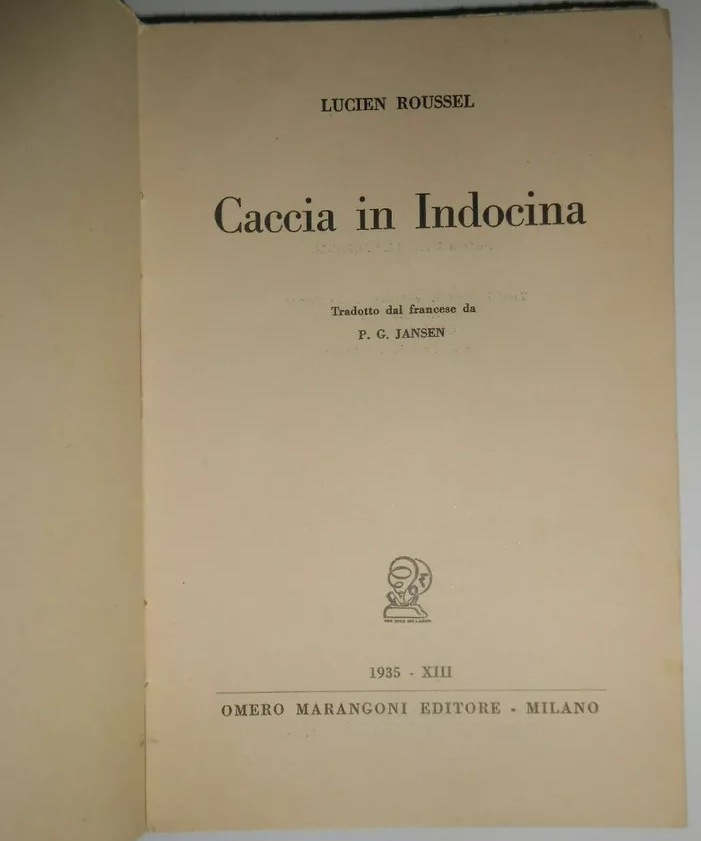 LUCIEN ROUSSEL
Caccia in Indocina
Tradotto dal francese da
P. G. JANSEN
1935 - XIII
OMERO MARANGONI EDITORE - MILANO